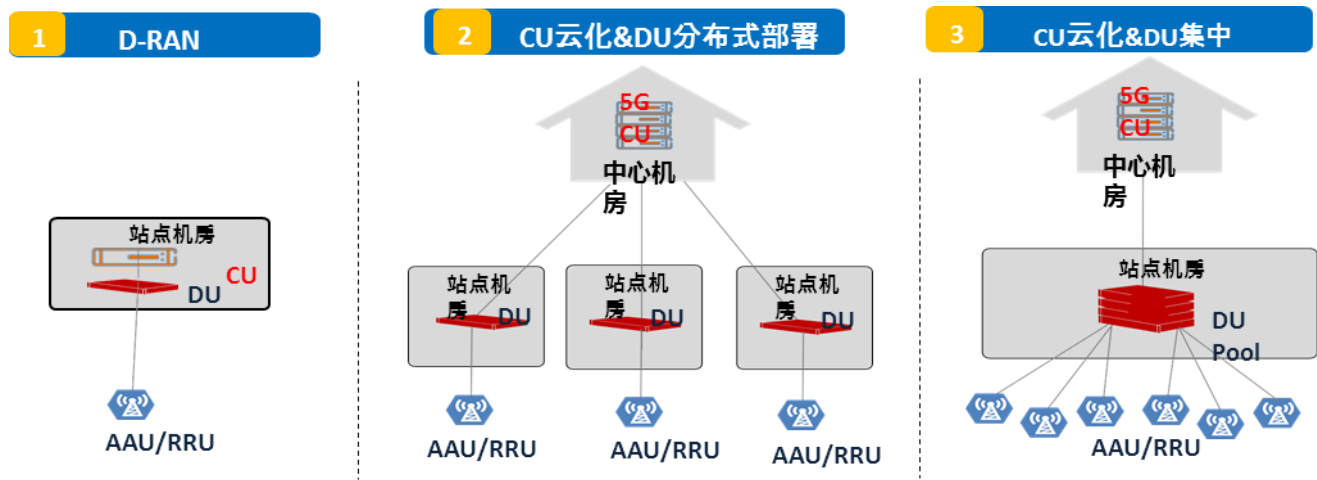 1
D-RAN
站点机房
CU
DU
AAU/RRU
2
CU云化&DU分布式部署
5G
CU
中心机
房
站点机
房
DU
站点机
房
DU
站点机
房
DU
AAU/RRU
AAU/RRU
AAU/RRU
3
CU云化&DU集中
5G
CU
中心机
房
站点机房
DU
Pool
AAU/RRU